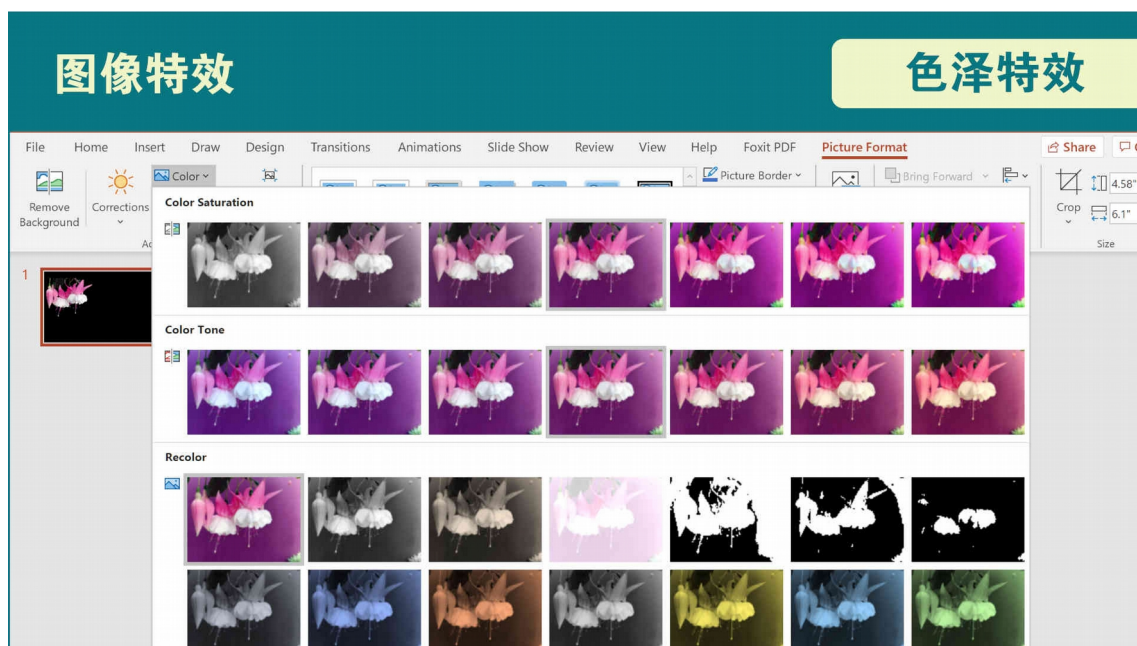 图像特效
色泽特效
File Home Insert Draw Design Transitions Animations Slide Show Review View Help Foxit PDF Picture Format Share
Remove Background
Corrections
Color
Picture Border
Bring Forward
Crop
4.58"
6.1"
Size
1
Color Saturation
Color Tone
Recolor